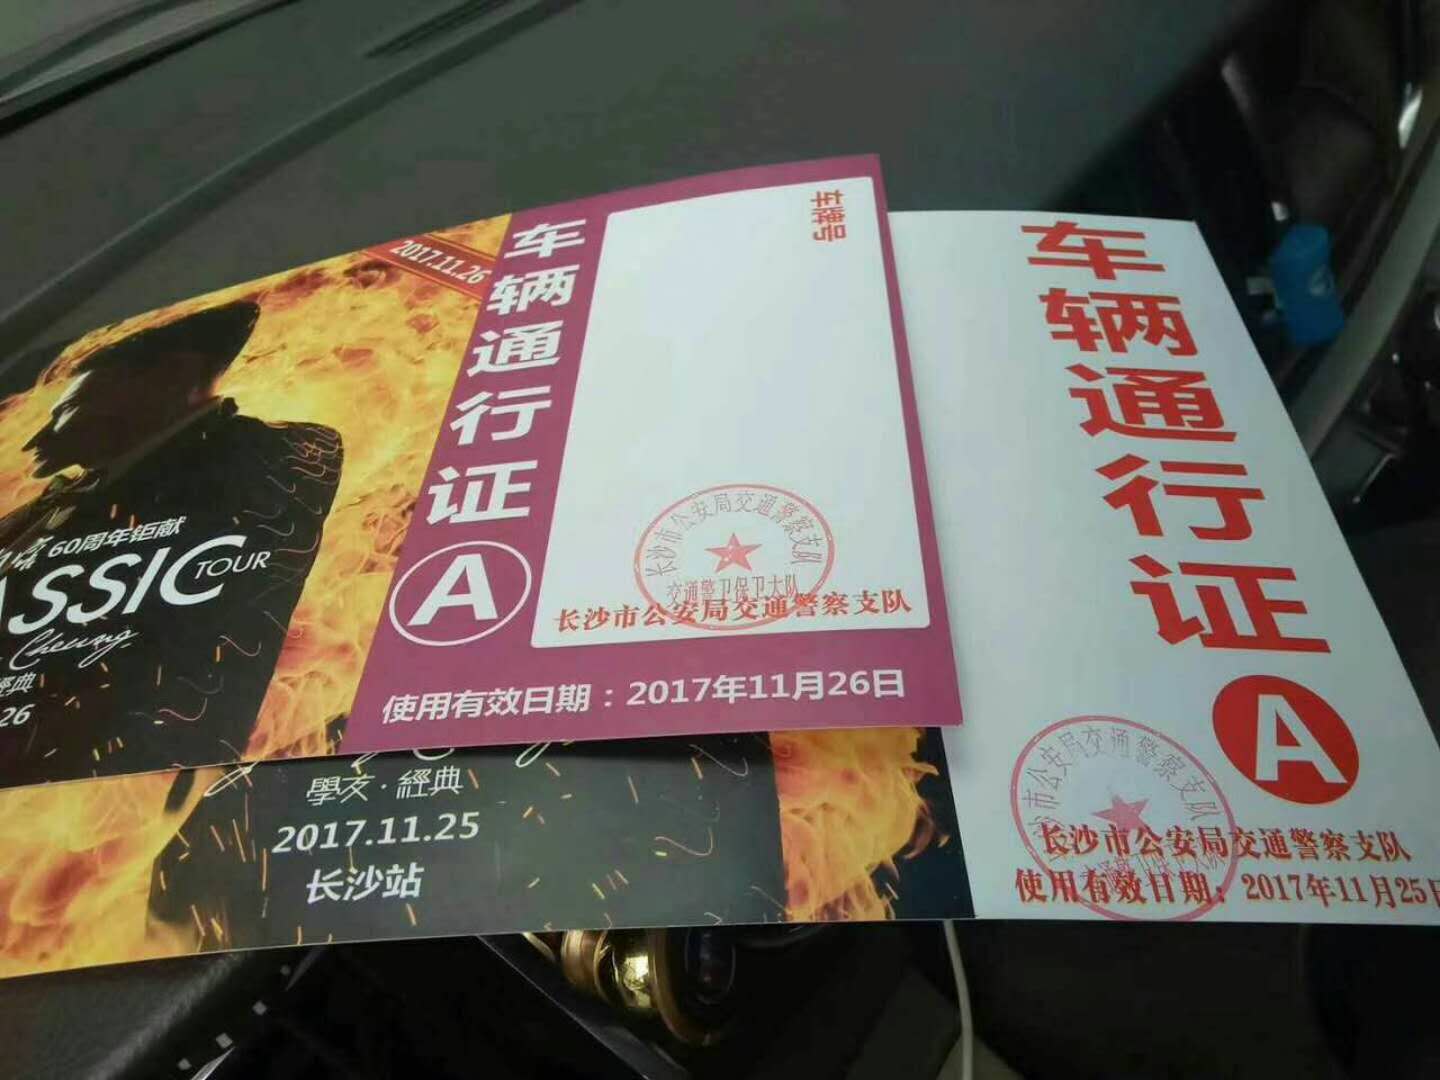 2017.11.26
60周年钜献
ASSIC TOUR
Cheung
經典
26
车辆通行证
A
车牌号
长沙市公安局交通警察支队
交通警卫保卫大队
长沙市公安局交通警察支队
使用有效日期：2017年11月26日
學友·經典
2017.11.25
长沙站
车辆通行证
A
沙市公安局交通警察支队
长沙市公安局交通警察支队
使用有效日期：2017年11月25日